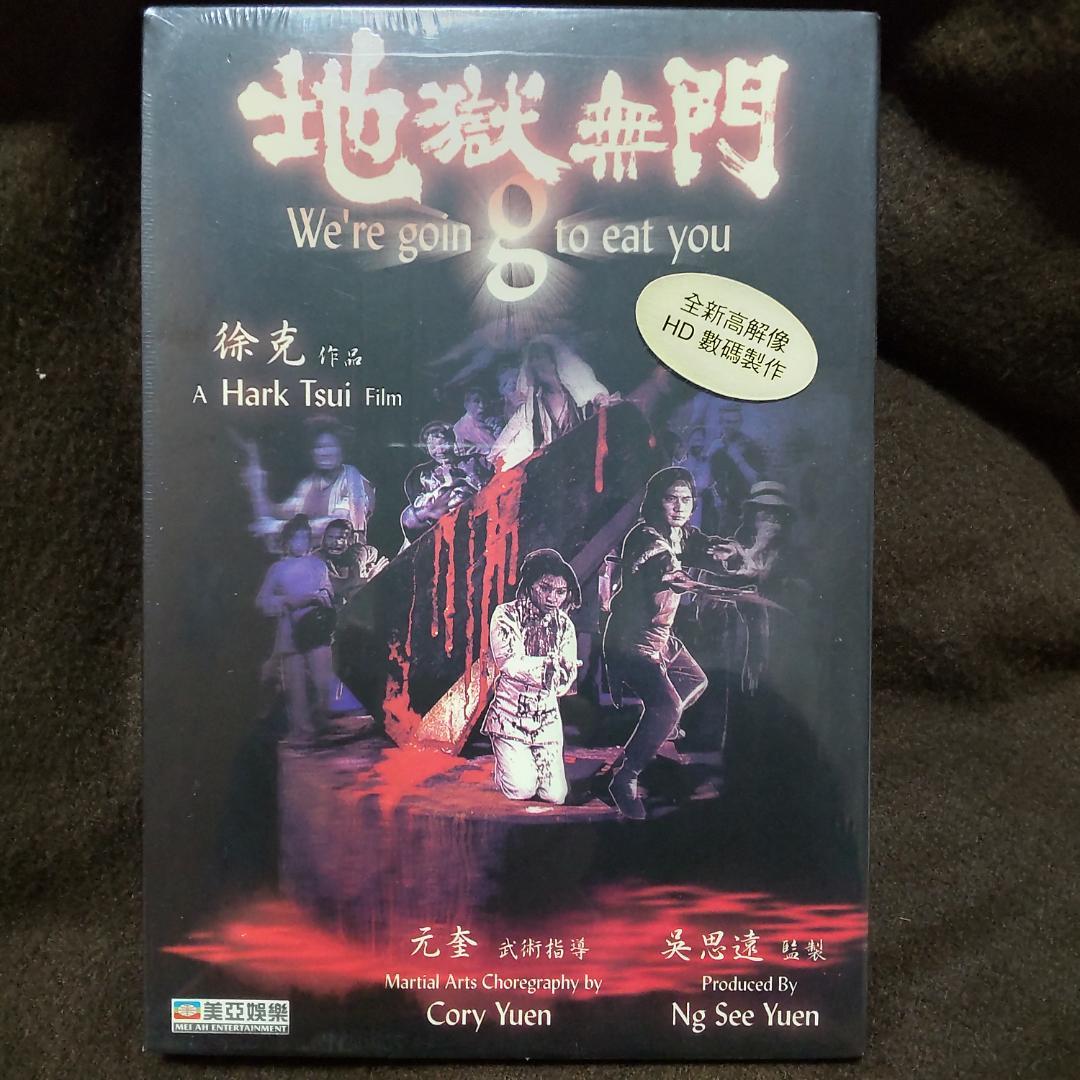 地獄無門
We're going to eat you
全新高解像
HD 數碼製作
徐克 作品
A Hark Tsui Film
元奎 武術指導
Martial Arts Choregraphy by
Cory Yuen
吳思遠 監製
Produced By
Ng See Yuen
美亞娛樂
MEI AH ENTERTAINMENT